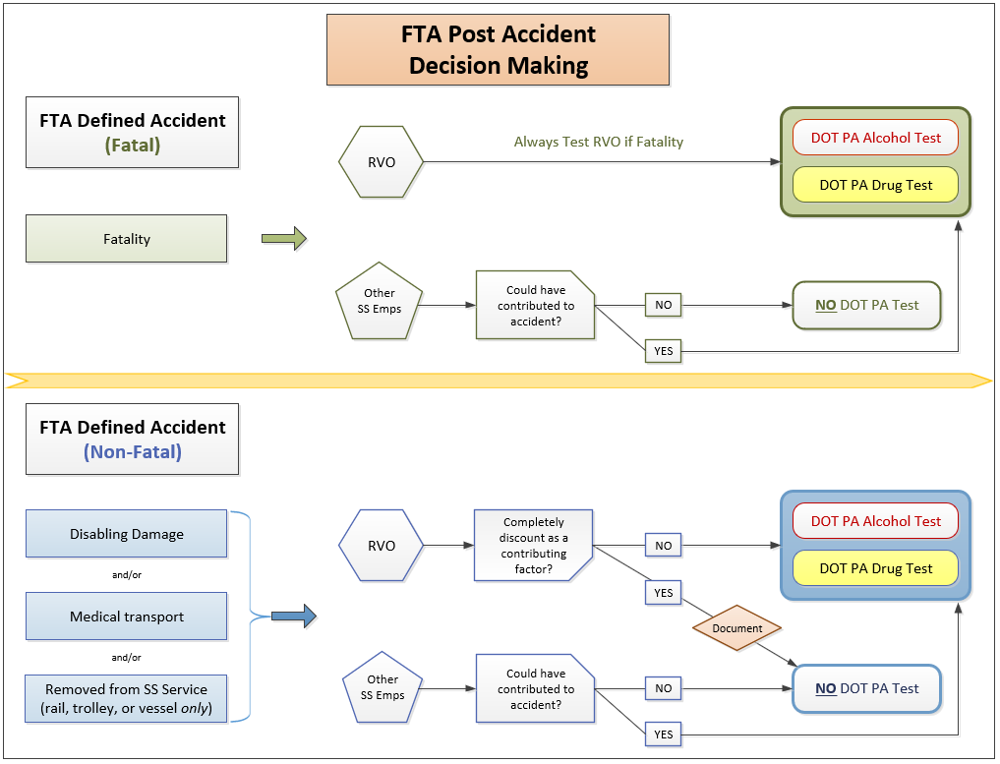 FTA Post Accident
Decision Making
FTA Defined Accident
(Fatal)
Fatality
RVO
Always Test RVO if Fatality
DOT PA Alcohol Test
DOT PA Drug Test
Other
SS Emps
Could have
contributed to
accident?
NO
YES
NO DOT PA Test
FTA Defined Accident
(Non-Fatal)
Disabling Damage
and/or
Medical transport
and/or
Removed from SS Service
(rail, trolley, or vessel only)
RVO
Completely
discount as a
contributing
factor?
NO
YES
Document
DOT PA Alcohol Test
DOT PA Drug Test
Other
SS Emps
Could have
contributed to
accident?
NO
YES
NO DOT PA Test